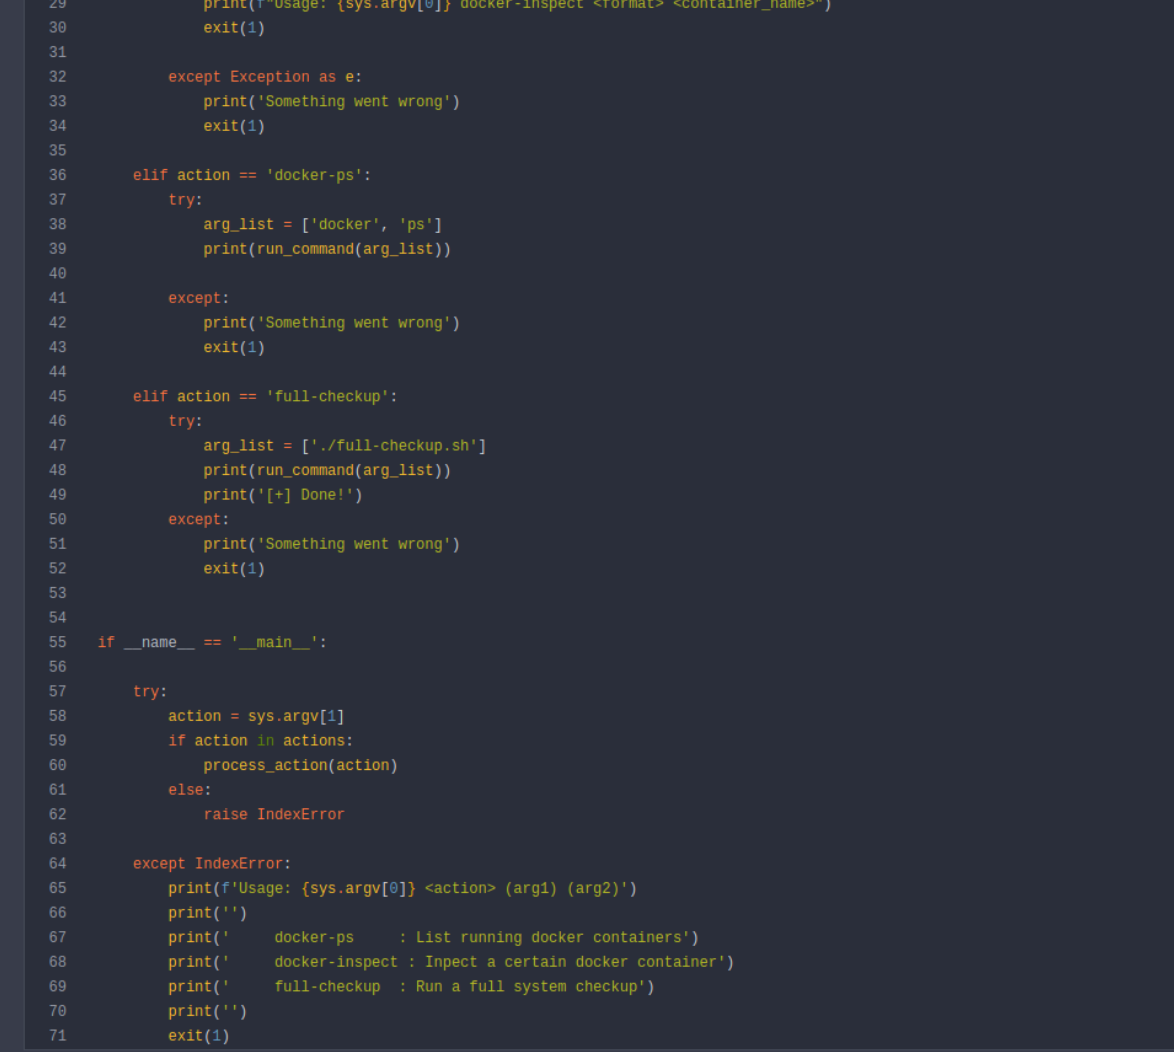 29                 print(f"Usage: {sys.argv[0]} docker-inspect <format> <container_name>")
30                 exit(1)
31
32             except Exception as e:
33                 print('Something went wrong')
34                 exit(1)
35
36         elif action == 'docker-ps':
37             try:
38                 arg_list = ['docker', 'ps']
39                 print(run_command(arg_list))
40
41             except:
42                 print('Something went wrong')
43                 exit(1)
44
45         elif action == 'full-checkup':
46             try:
47                 arg_list = ['./full-checkup.sh']
48                 print(run_command(arg_list))
49                 print('[+] Done!')
50             except:
51                 print('Something went wrong')
52                 exit(1)
53
54
55     if __name__ == '__main__':
56
57         try:
58             action = sys.argv[1]
59             if action in actions:
60                 process_action(action)
61             else:
62                 raise IndexError
63
64         except IndexError:
65             print(f'Usage: {sys.argv[0]} <action> (arg1) (arg2)')
66             print('')
67             print('     docker-ps     : List running docker containers')
68             print('     docker-inspect : Inpect a certain docker container')
69             print('     full-checkup  : Run a full system checkup')
70             print('')
71             exit(1)